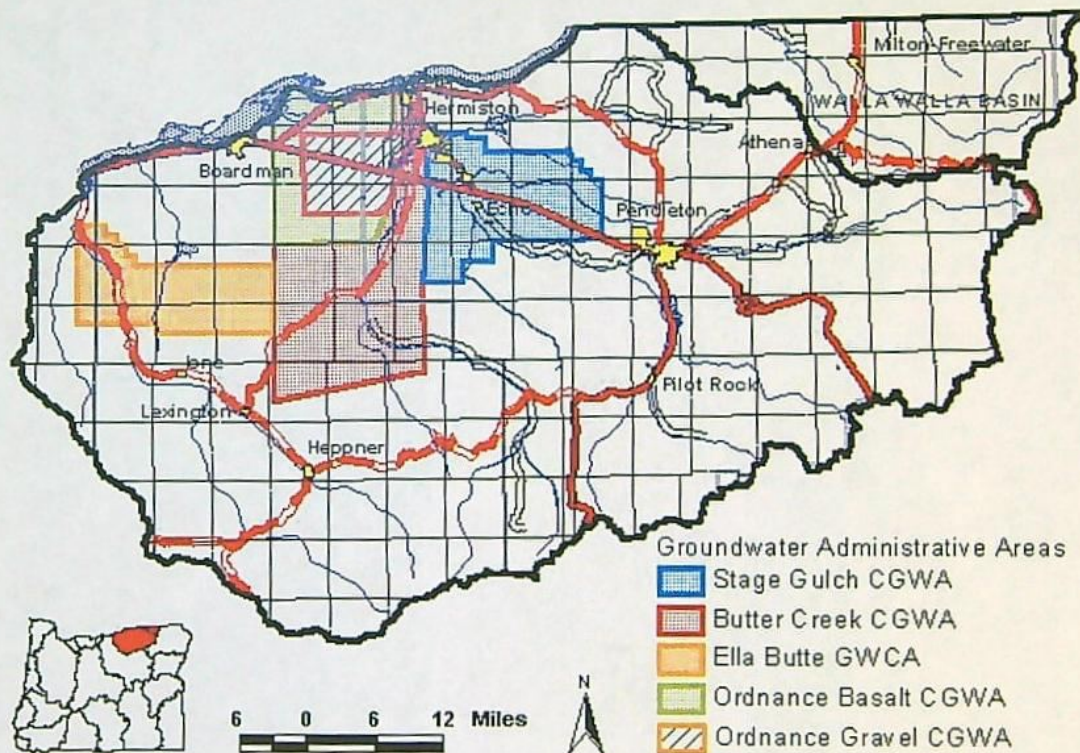 Milton-Freewater
WALLA WALLA BASIN
Hermiston
Athena
Boardman
Echo
Pendleton
Ione
Lexington
Pilot Rock
Heppner
Groundwater Administrative Areas
Stage Gulch CGWA
Butter Creek CGWA
Ella Butte GWCA
Ordnance Basalt CGWA
Ordnance Gravel CGWA
N
6 0 6 12 Miles